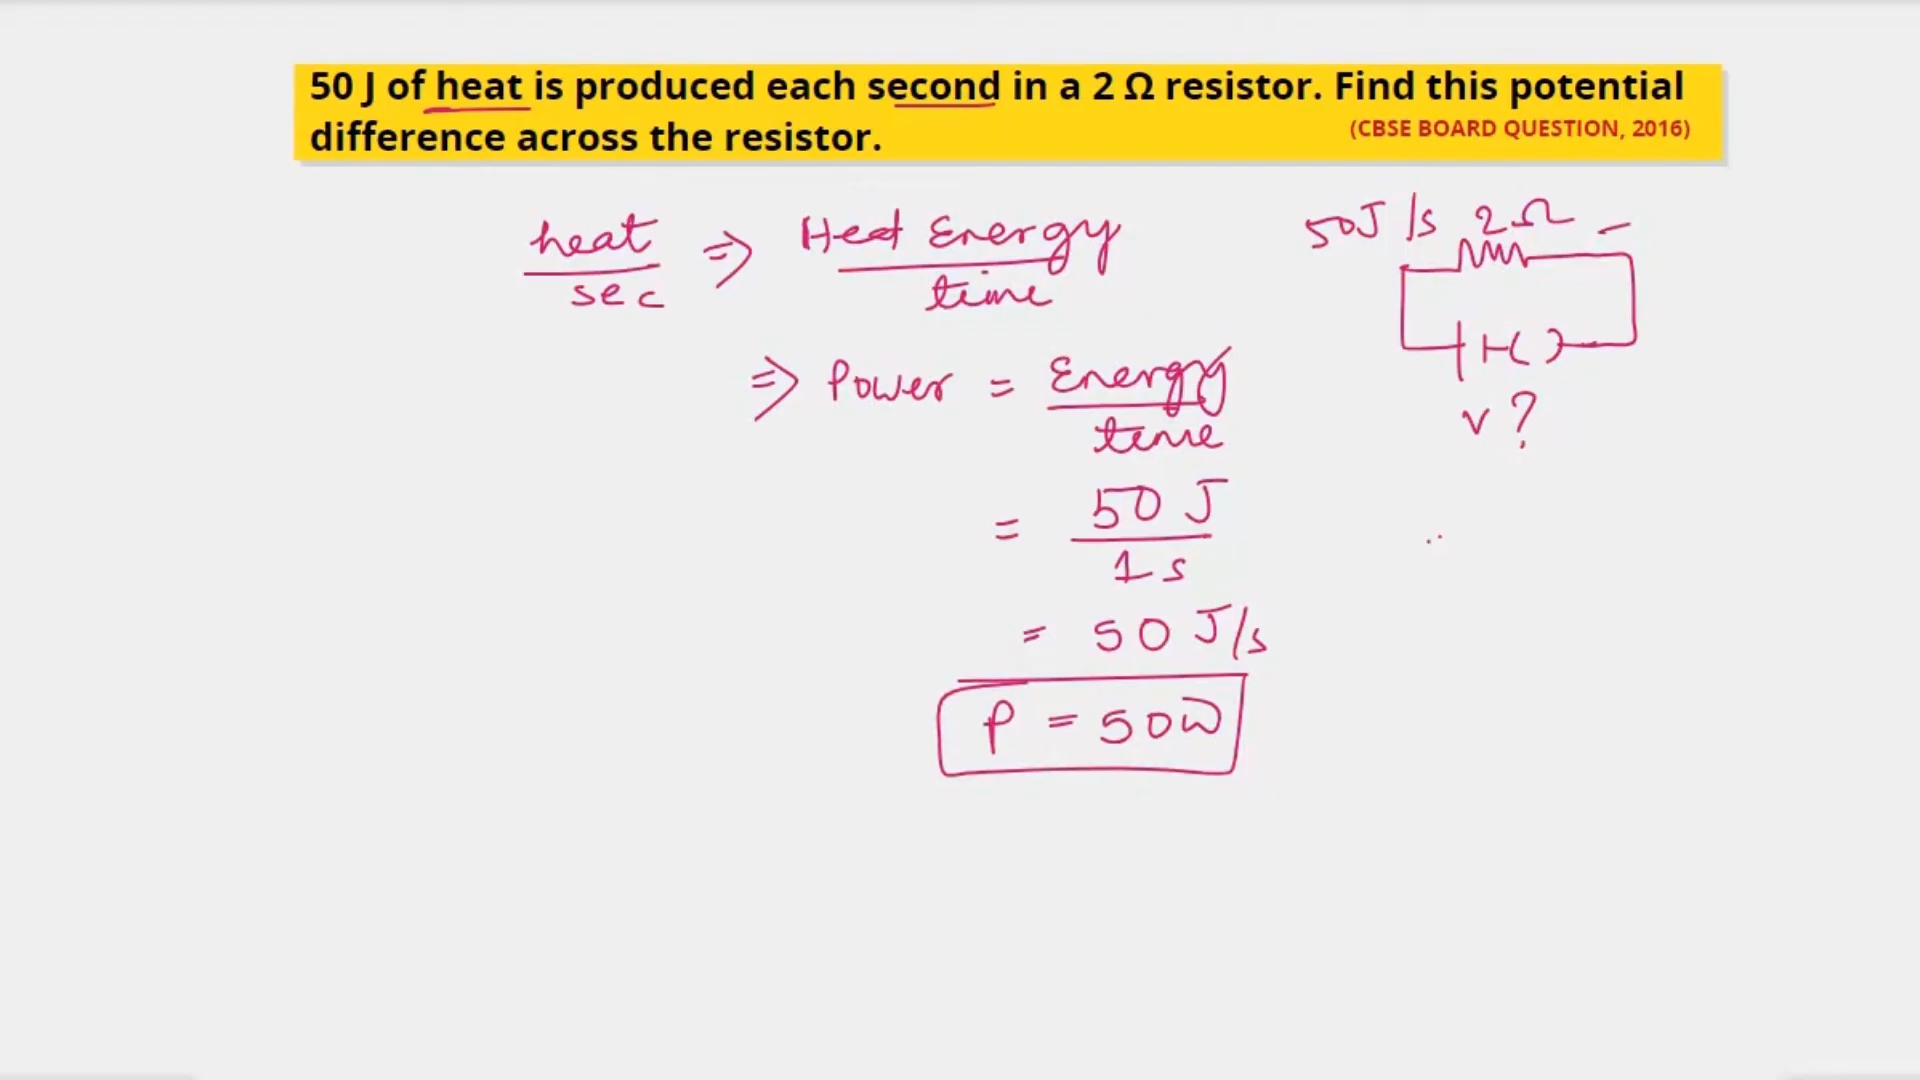 50 J of heat is produced each second in a 2 Ω resistor. Find this potential
difference across the resistor.
(CBSE BOARD QUESTION, 2016)
heat/sec ⇒ Heat Energy/time
50J/s 2Ω
⇒ Power = Energy/time
v?
= 50 J/1 s
= 50 J/s
P = 50W